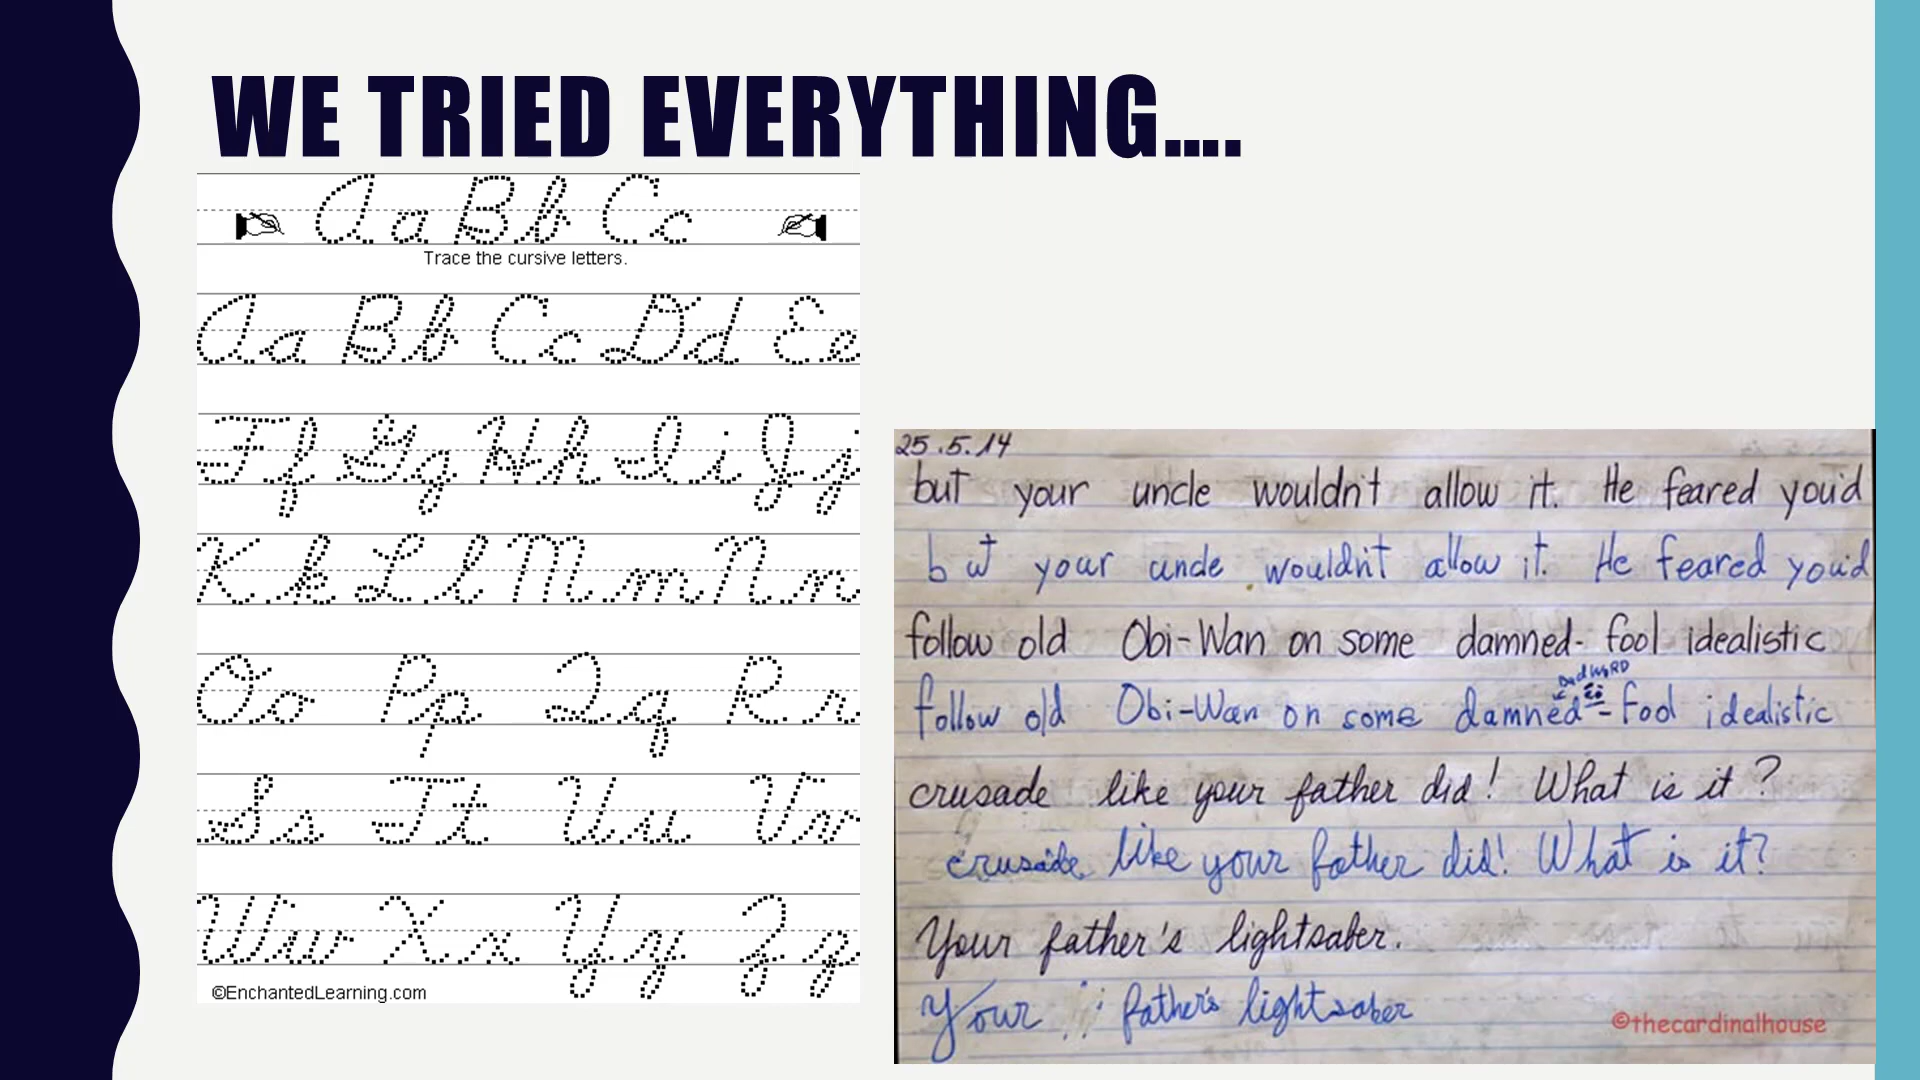 WE TRIED EVERYTHING....
Aa Bb Cc
Trace the cursive letters.
Aa Bb Cc Dd Ee
Ff Gg Hh Ii Jj
Kk Ll Mm Nn
Oo Pp Qq Rr
Ss Tt Uu Vv
Ww Xx Yy Zz
©EnchantedLearning.com
25.5.14
but your uncle wouldn't allow it. He feared you'd
but your uncle wouldn't allow it. He feared you'd
follow old Obi-Wan on some damned- fool idealistic
Bad WoRD
follow old Obi-Wan on some damned-fool idealistic
crusade like your father did! What is it?
crusade like your father did! What is it?
Your father's lightsaber.
Your father's lightsaber
©thecardinalhouse